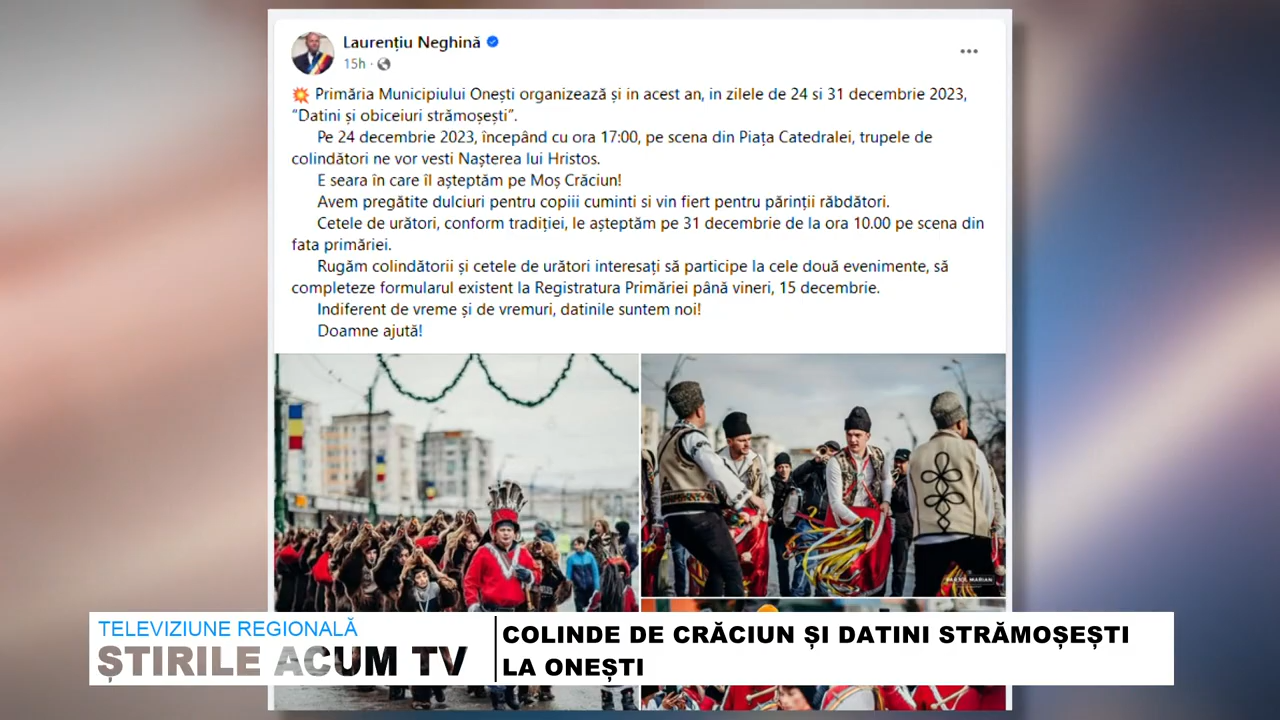 Laurențiu Neghină
15h ·
Primăria Municipiului Onești organizează și in acest an, in zilele de 24 si 31 decembrie 2023,
“Datini și obiceiuri strămoșești”.
Pe 24 decembrie 2023, începând cu ora 17:00, pe scena din Piața Catedralei, trupele de
colindători ne vor vesti Nașterea lui Hristos.
E seara în care îl așteptăm pe Moș Crăciun!
Avem pregătite dulciuri pentru copiii cuminti si vin fiert pentru părinții răbdători.
Cetele de urători, conform tradiției, le așteptăm pe 31 decembrie de la ora 10.00 pe scena din
fata primăriei.
Rugăm colindătorii și cetele de urători interesați să participe la cele două evenimente, să
completeze formularul existent la Registratura Primăriei până vineri, 15 decembrie.
Indiferent de vreme și de vremuri, datinile suntem noi!
Doamne ajută!
MARIAN
TELEVIZIUNE REGIONALĂ
ȘTIRILE ACUM TV
COLINDE DE CRĂCIUN ȘI DATINI STRĂMOȘEȘTI
LA ONEȘTI